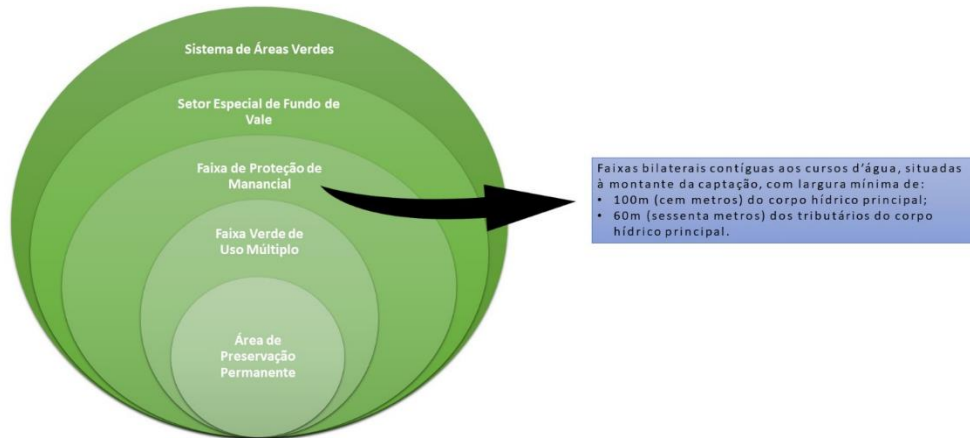 Sistema de Áreas Verdes
Setor Especial de Fundo de
Vale
Faixa de Proteção de
Manancial
Faixa Verde de
Uso Múltiplo
Área de
Preservação
Permanente
Faixas bilaterais contíguas aos cursos d'água, situadas
à montante da captação, com largura mínima de:
• 100m (cem metros) do corpo hídrico principal;
• 60m (sessenta metros) dos tributários do corpo
hídrico principal.